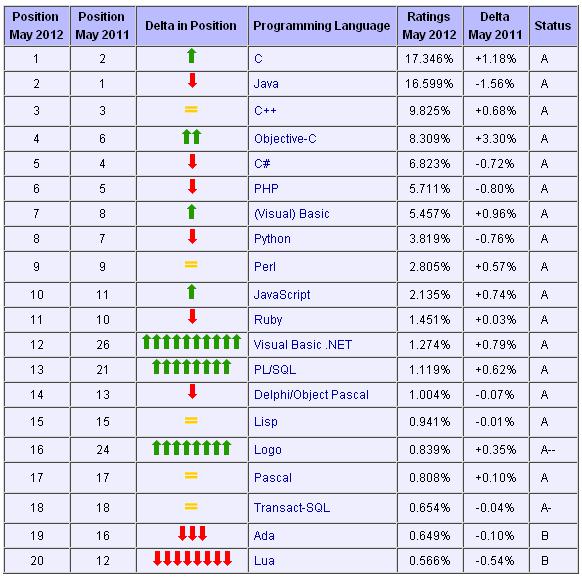 Position May 2012 Position May 2011 Delta in Position Programming Language Ratings May 2012 Delta May 2011 Status
1 2 C 17.346% +1.18% A
2 1 Java 16.599% -1.56% A
3 3 C++ 9.825% +0.68% A
4 6 Objective-C 8.309% +3.30% A
5 4 C# 6.823% -0.72% A
6 5 PHP 5.711% -0.80% A
7 8 (Visual) Basic 5.457% +0.96% A
8 7 Python 3.819% -0.76% A
9 9 Perl 2.805% +0.57% A
10 11 JavaScript 2.135% +0.74% A
11 10 Ruby 1.451% +0.03% A
12 26 Visual Basic .NET 1.274% +0.79% A
13 21 PL/SQL 1.119% +0.62% A
14 13 Delphi/Object Pascal 1.004% -0.07% A
15 15 Lisp 0.941% -0.01% A
16 24 Logo 0.839% +0.35% A--
17 17 Pascal 0.808% +0.10% A
18 18 Transact-SQL 0.654% -0.04% A-
19 16 Ada 0.649% -0.10% B
20 12 Lua 0.566% -0.54% B